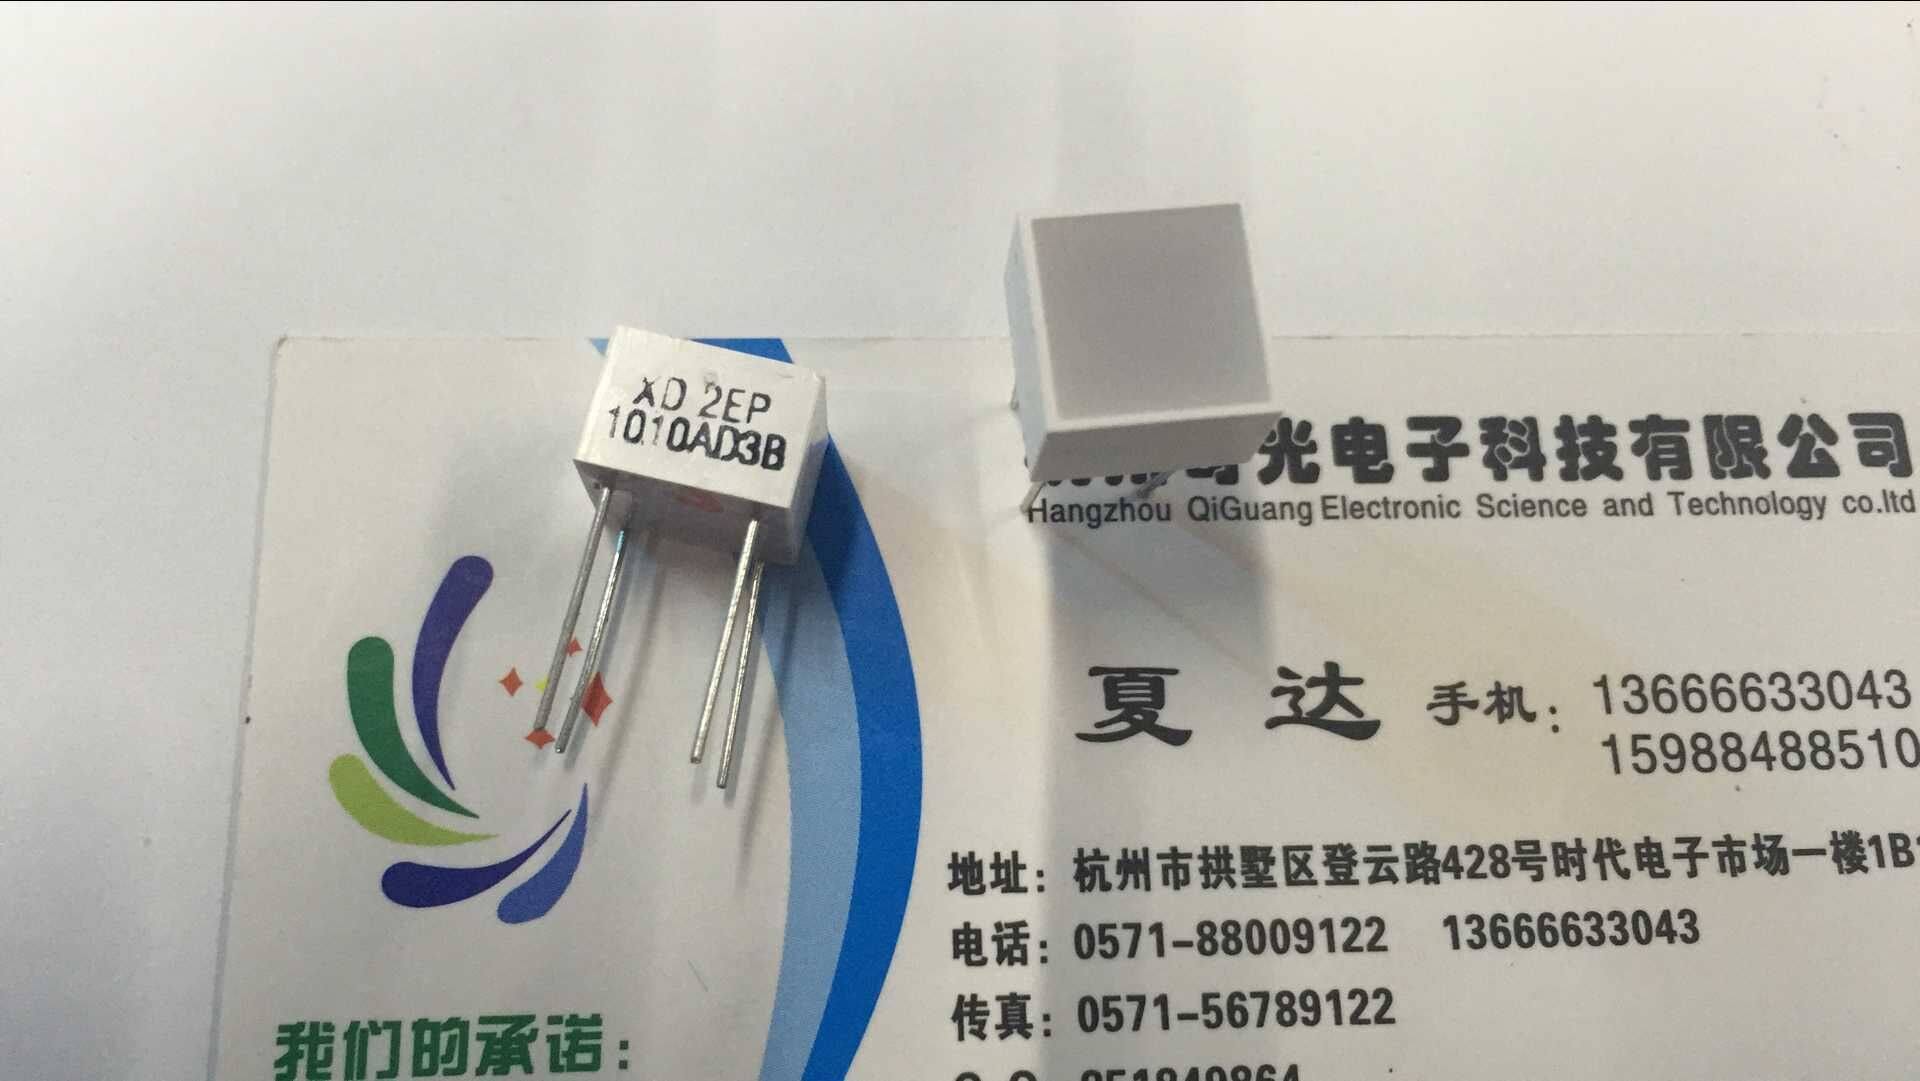 XD 2EP
1010AD3B
光电子科技有限公司
Hangzhou QiGuang Electronic Science and Technology co.ltd
夏 达 手机：13666633043
15988488510
地址：杭州市拱墅区登云路428号时代电子市场一楼1B
电话：0571-88009122 13666633043
传真：0571-56789122
我们的承诺：